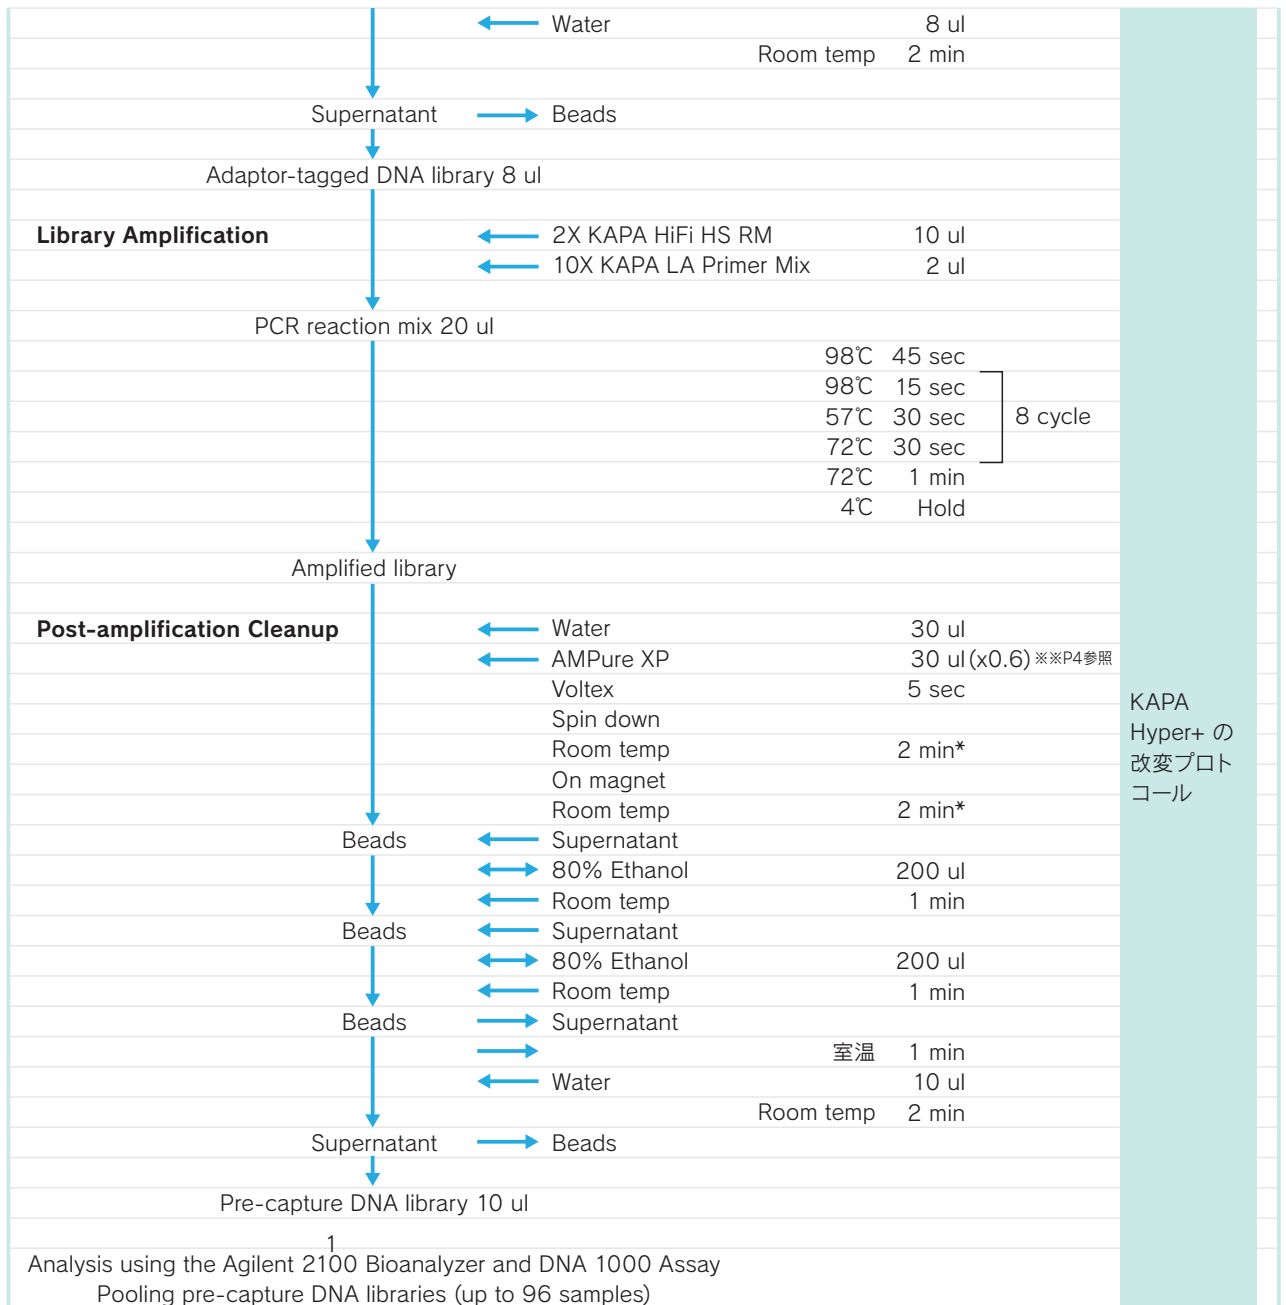 Water 8 ul
Room temp 2 min
Supernatant Beads
Adaptor-tagged DNA library 8 ul
Library Amplification 2X KAPA HiFi HS RM 10 ul
10X KAPA LA Primer Mix 2 ul
PCR reaction mix 20 ul
98℃ 45 sec
98℃ 15 sec
57℃ 30 sec 8 cycle
72℃ 30 sec
72℃ 1 min
4℃ Hold
Amplified library
Post-amplification Cleanup Water 30 ul
AMPure XP 30 ul (x0.6) ※※P4参照
Voltex 5 sec
Spin down
Room temp 2 min*
On magnet
Room temp 2 min*
Beads Supernatant
80% Ethanol 200 ul
Room temp 1 min
Beads Supernatant
80% Ethanol 200 ul
Room temp 1 min
Beads Supernatant
室温 1 min
Water 10 ul
Room temp 2 min
Supernatant Beads
Pre-capture DNA library 10 ul
1
Analysis using the Agilent 2100 Bioanalyzer and DNA 1000 Assay
Pooling pre-capture DNA libraries (up to 96 samples)
KAPA
Hyper+ の
改変プロト
コール